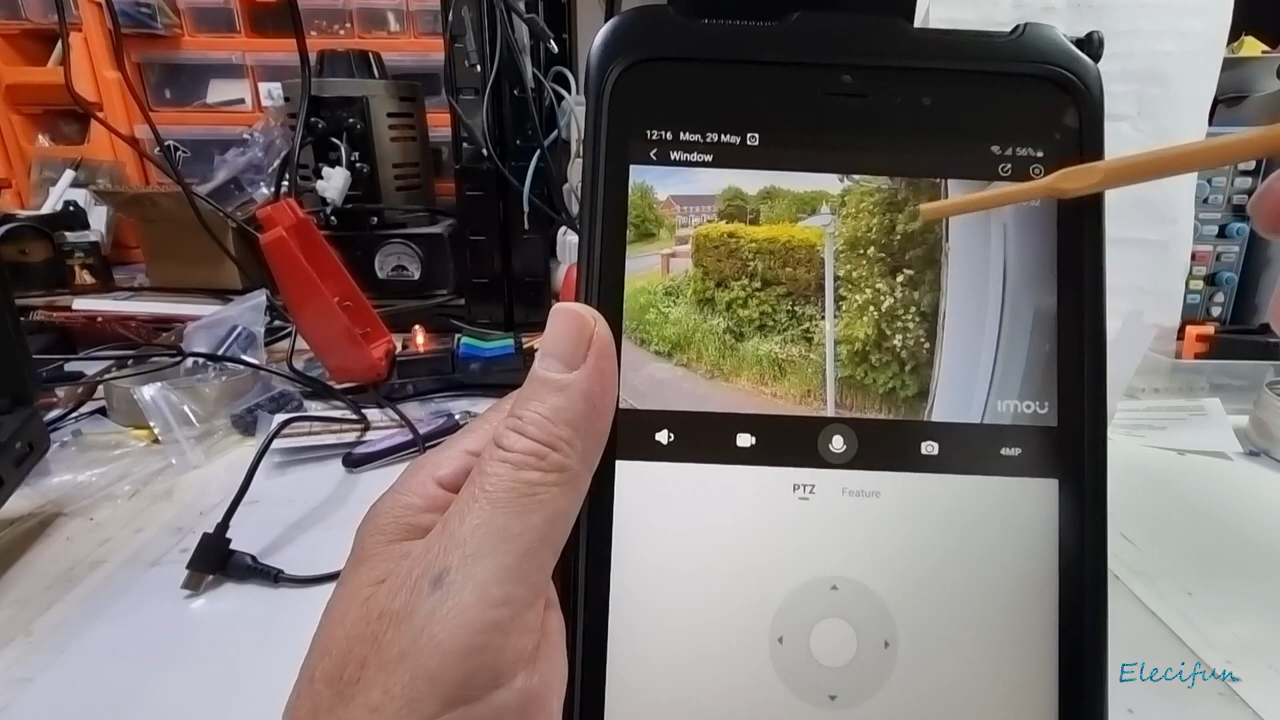 12:16 Mon, 29 May 56%
Window
imou
4MP
PTZ Feature
Elecifun